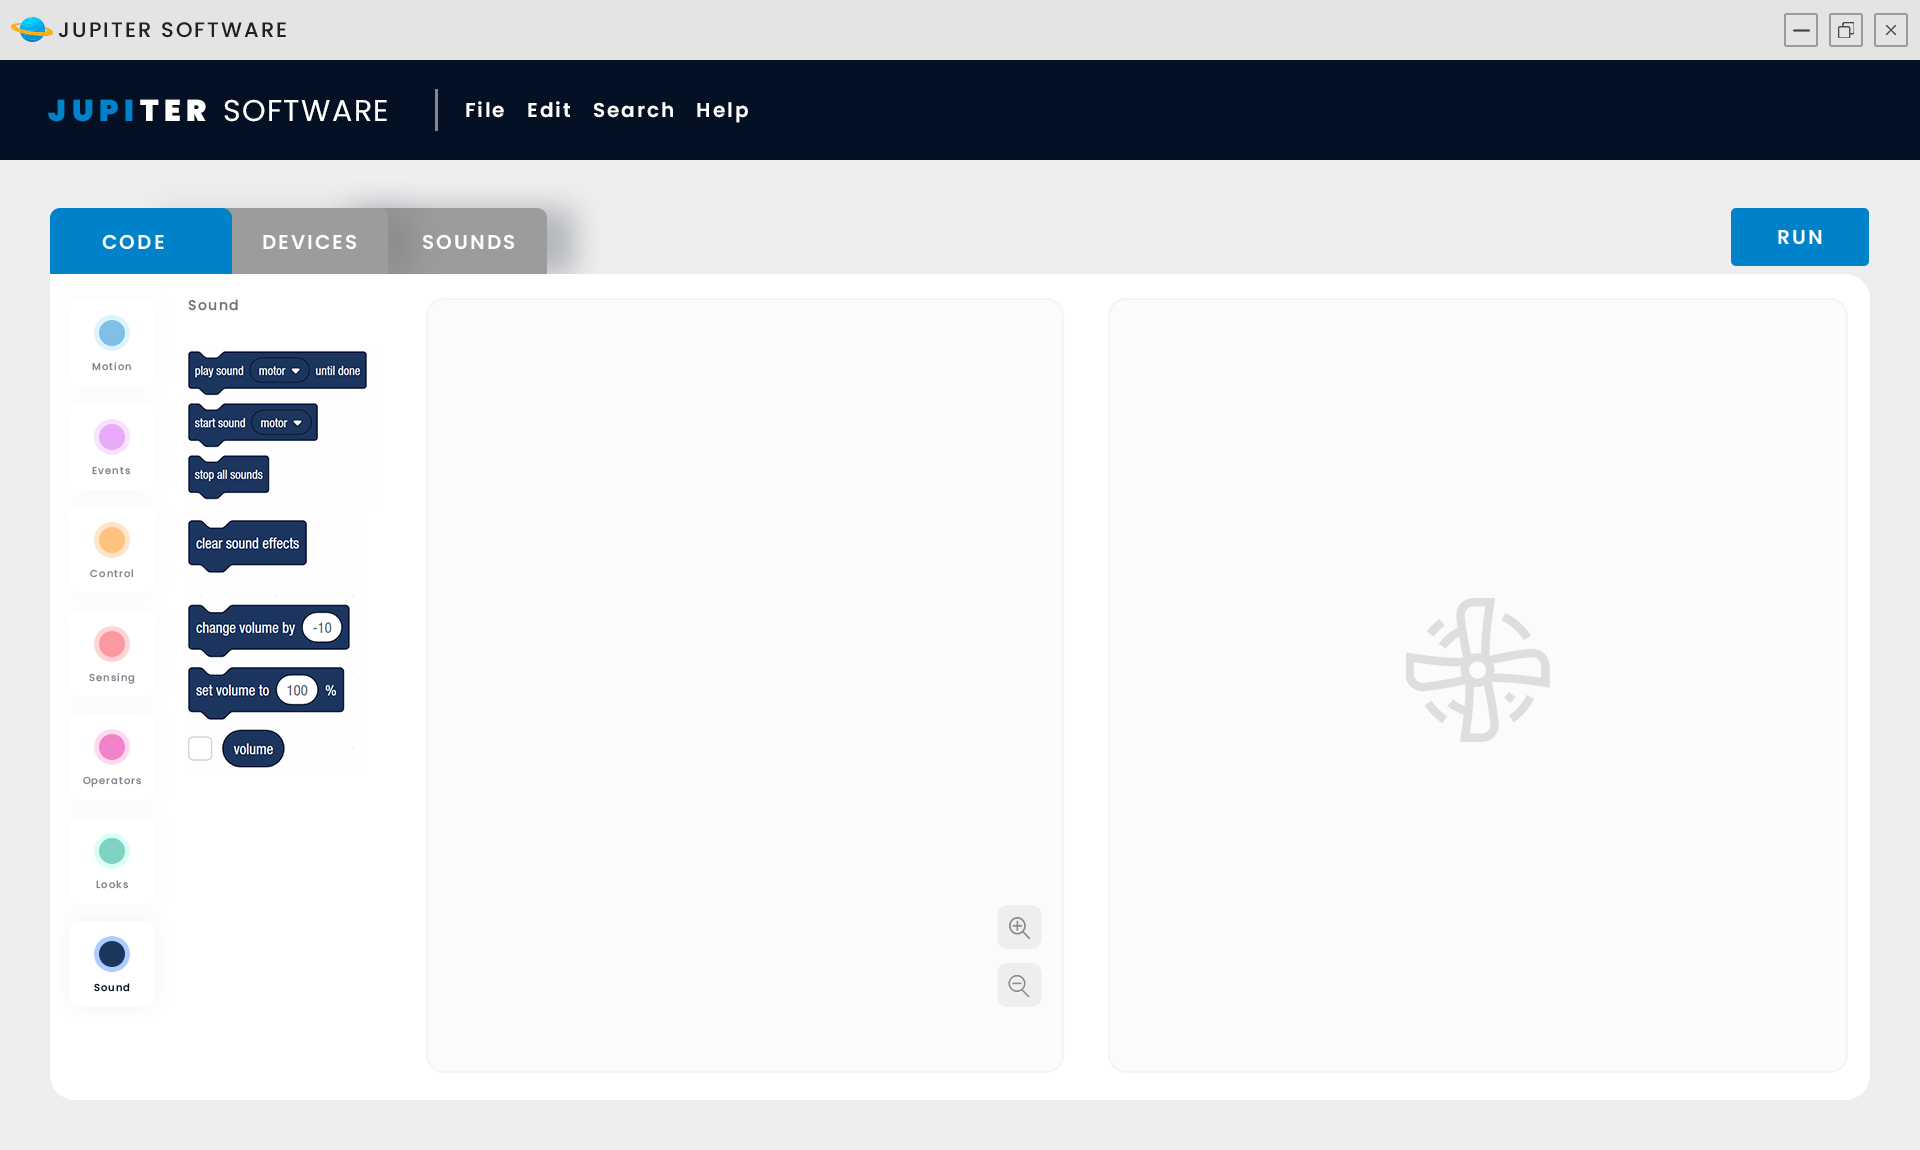 JUPITER SOFTWARE
JUPITER SOFTWARE
File Edit Search Help
CODE DEVICES SOUNDS
RUN
Motion
Events
Control
Sensing
Operators
Looks
Sound
Sound
play sound motor until done
start sound motor
stop all sounds
clear sound effects
change volume by -10
set volume to 100 %
volume